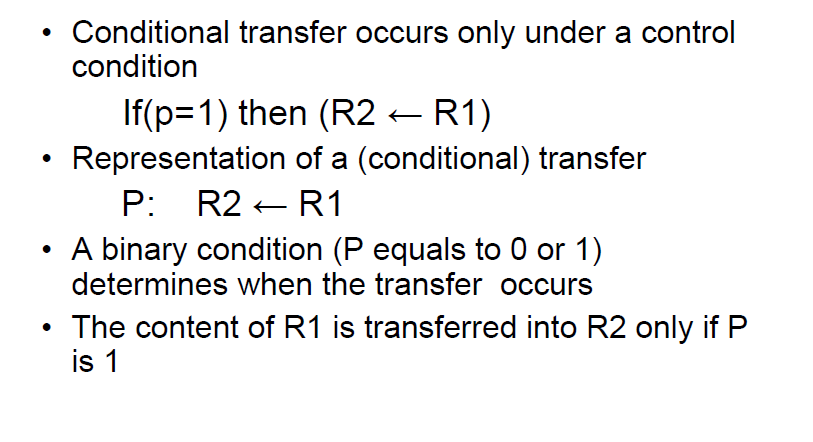 • Conditional transfer occurs only under a control
condition
If(p=1) then (R2 ← R1)
• Representation of a (conditional) transfer
P: R2 ← R1
• A binary condition (P equals to 0 or 1)
determines when the transfer occurs
• The content of R1 is transferred into R2 only if P
is 1